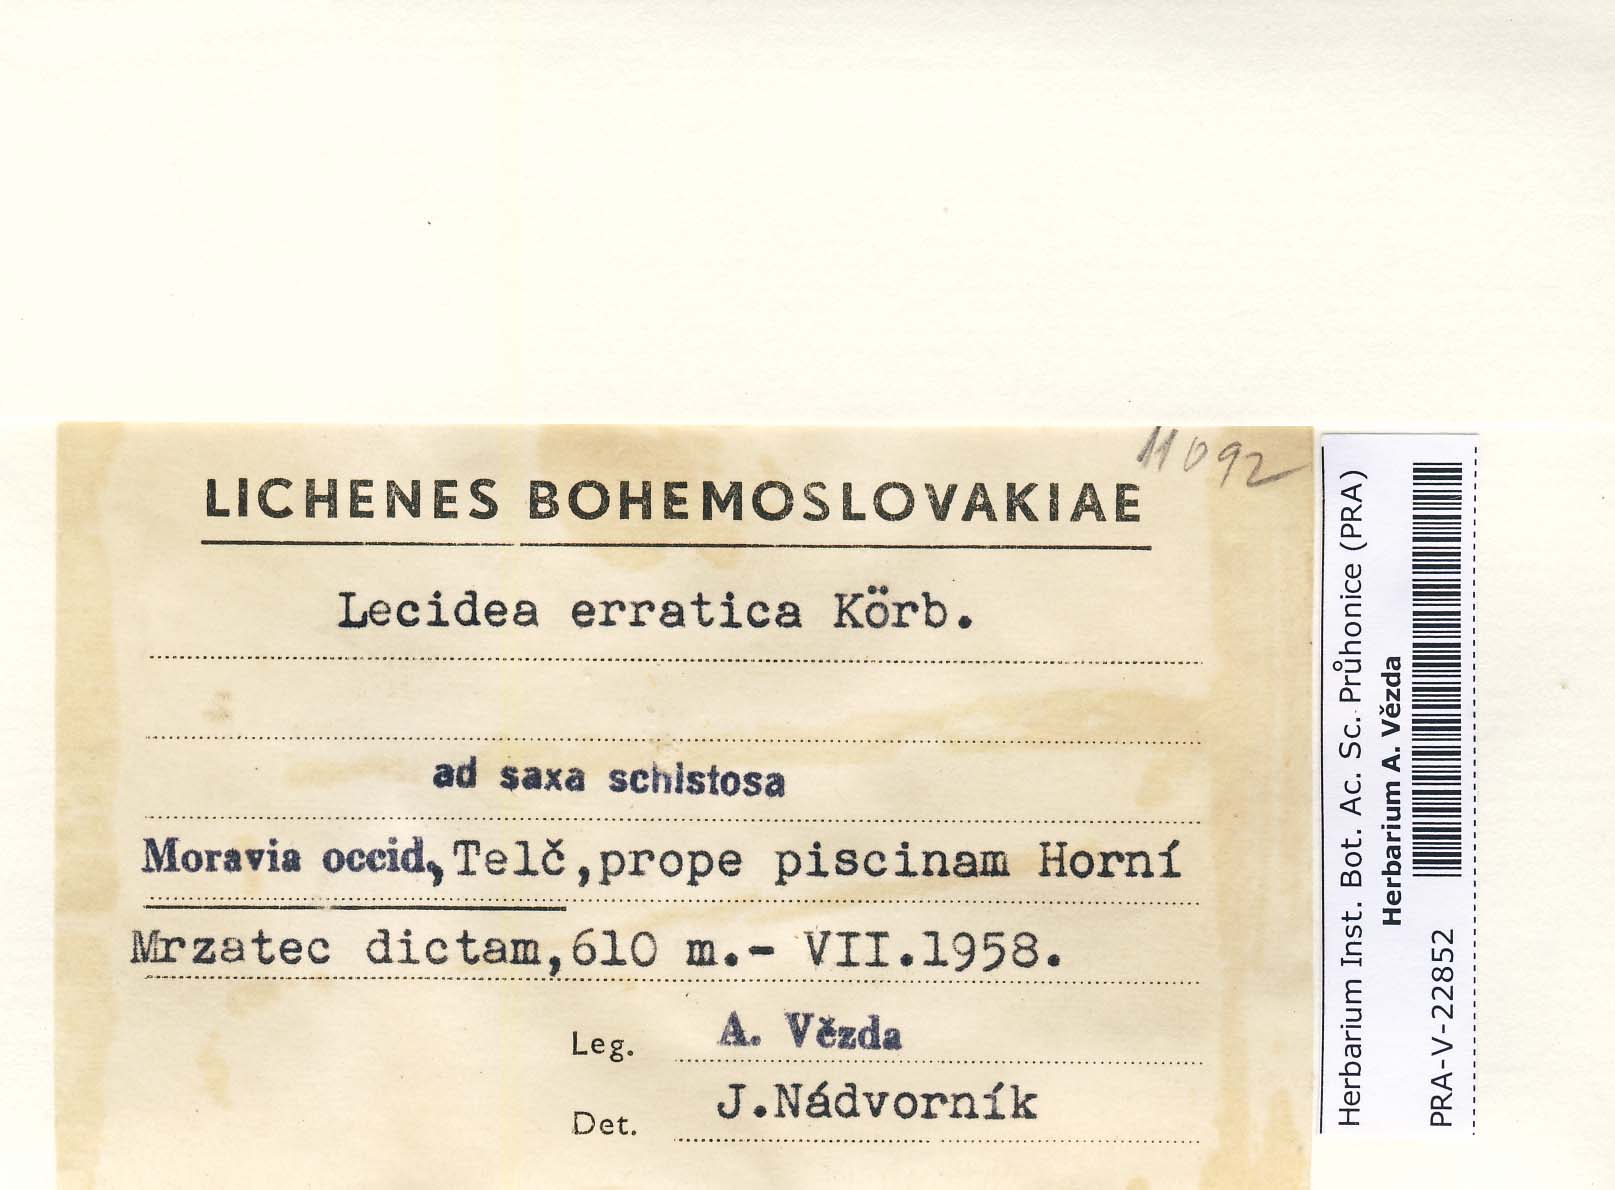 11092
LICHENES BOHEMOSLOVAKIAE
Lecidea erratica Körb.
ad saxa schistosa
Moravia occid, Telč, prope piscinam Horní
Mrzatec dictam, 610 m.- VII.1958.
Leg. A. Vězda
Det. J.Nádvorník
Herbarium Inst. Bot. Ac. Sc. Průhonice (PRA)
Herbarium A. Vězda
PRA-V-22852